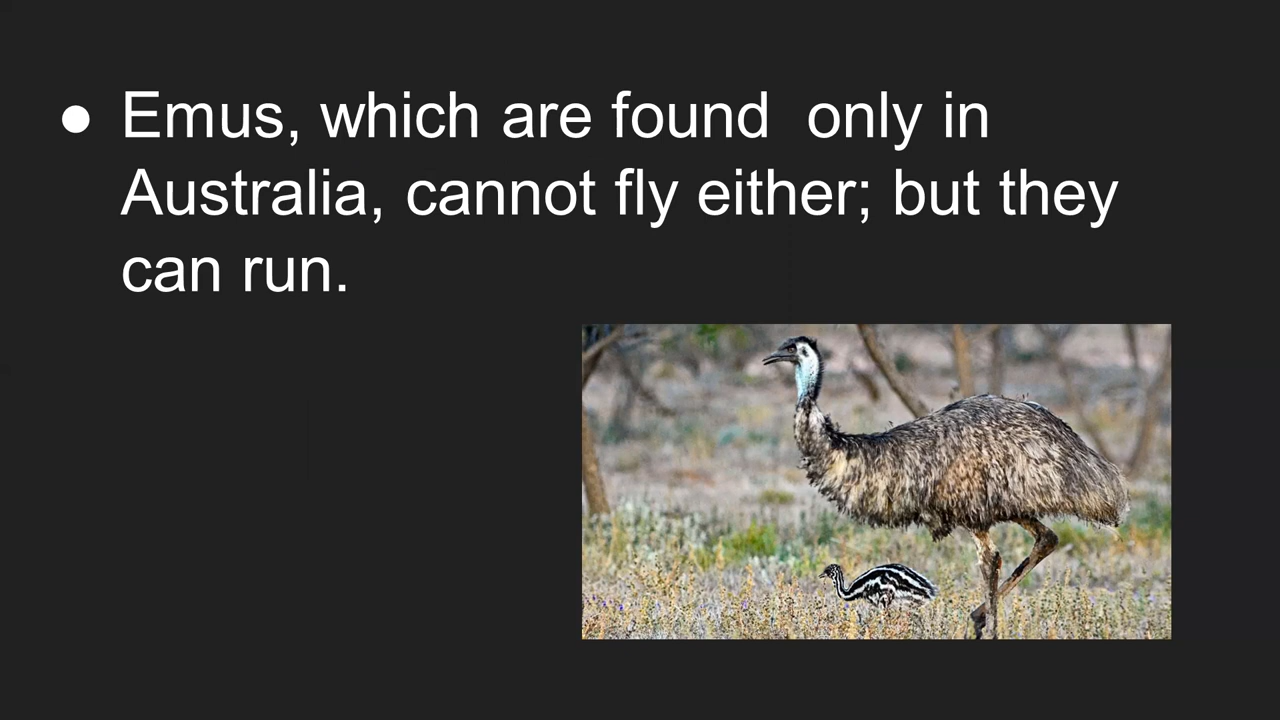 ● Emus, which are found  only in
Australia, cannot fly either; but they
can run.